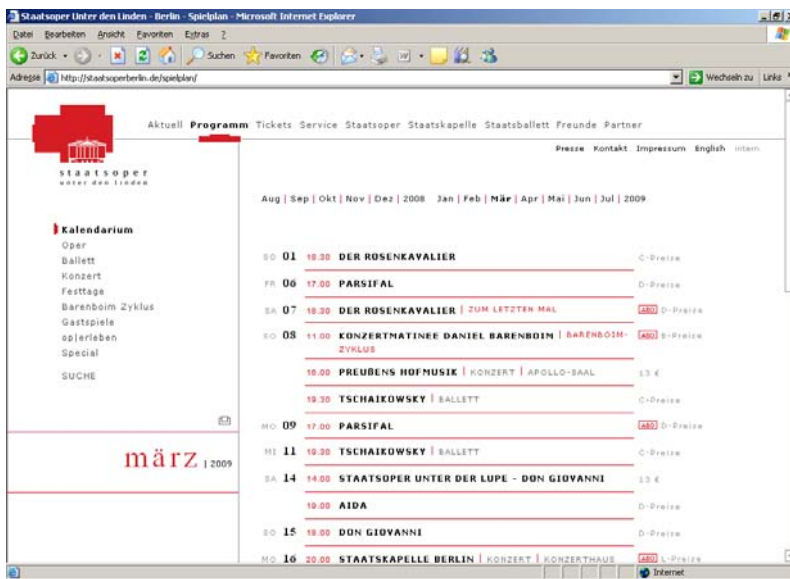 Staatsoper Unter den Linden - Berlin - Spielplan - Microsoft Internet Explorer
Datei Bearbeiten Ansicht Favoriten Extras ?
Zurück Suchen Favoriten
Adresse http://staatsoperberlin.de/spielplan/ Wechseln zu Links
Aktuell Programm Tickets Service Staatsoper Staatskapelle Staatsballett Freunde Partner
Presse Kontakt Impressum English intern
staatsoper
unter den linden
Aug | Sep | Okt | Nov | Dez | 2008 Jan | Feb | Mär | Apr | Mai | Jun | Jul | 2009
Kalendarium
Oper
Ballett
Konzert
Festtage
Barenboim Zyklus
Gastspiele
op|erleben
Special
SUCHE
märz | 2009
SO 01 18.30 DER ROSENKAVALIER C-Preise
FR 06 17.00 PARSIFAL D-Preise
SA 07 18.30 DER ROSENKAVALIER | ZUM LETZTEN MAL ABO D-Preise
SO 08 11.00 KONZERTMATINEE DANIEL BARENBOIM | BARENBOIM-
ZYKLUS ABO B-Preise
16.00 PREUßENS HOFMUSIK | KONZERT | APOLLO-SAAL 13 €
19.30 TSCHAIKOWSKY | BALLETT C-Preise
MO 09 17.00 PARSIFAL ABO D-Preise
MI 11 19.30 TSCHAIKOWSKY | BALLETT C-Preise
SA 14 14.00 STAATSOPER UNTER DER LUPE - DON GIOVANNI 13 €
19.00 AIDA D-Preise
SO 15 18.00 DON GIOVANNI D-Preise
MO 16 20.00 STAATSKAPELLE BERLIN | KONZERT | KONZERTHAUS ABO L-Preise
Internet